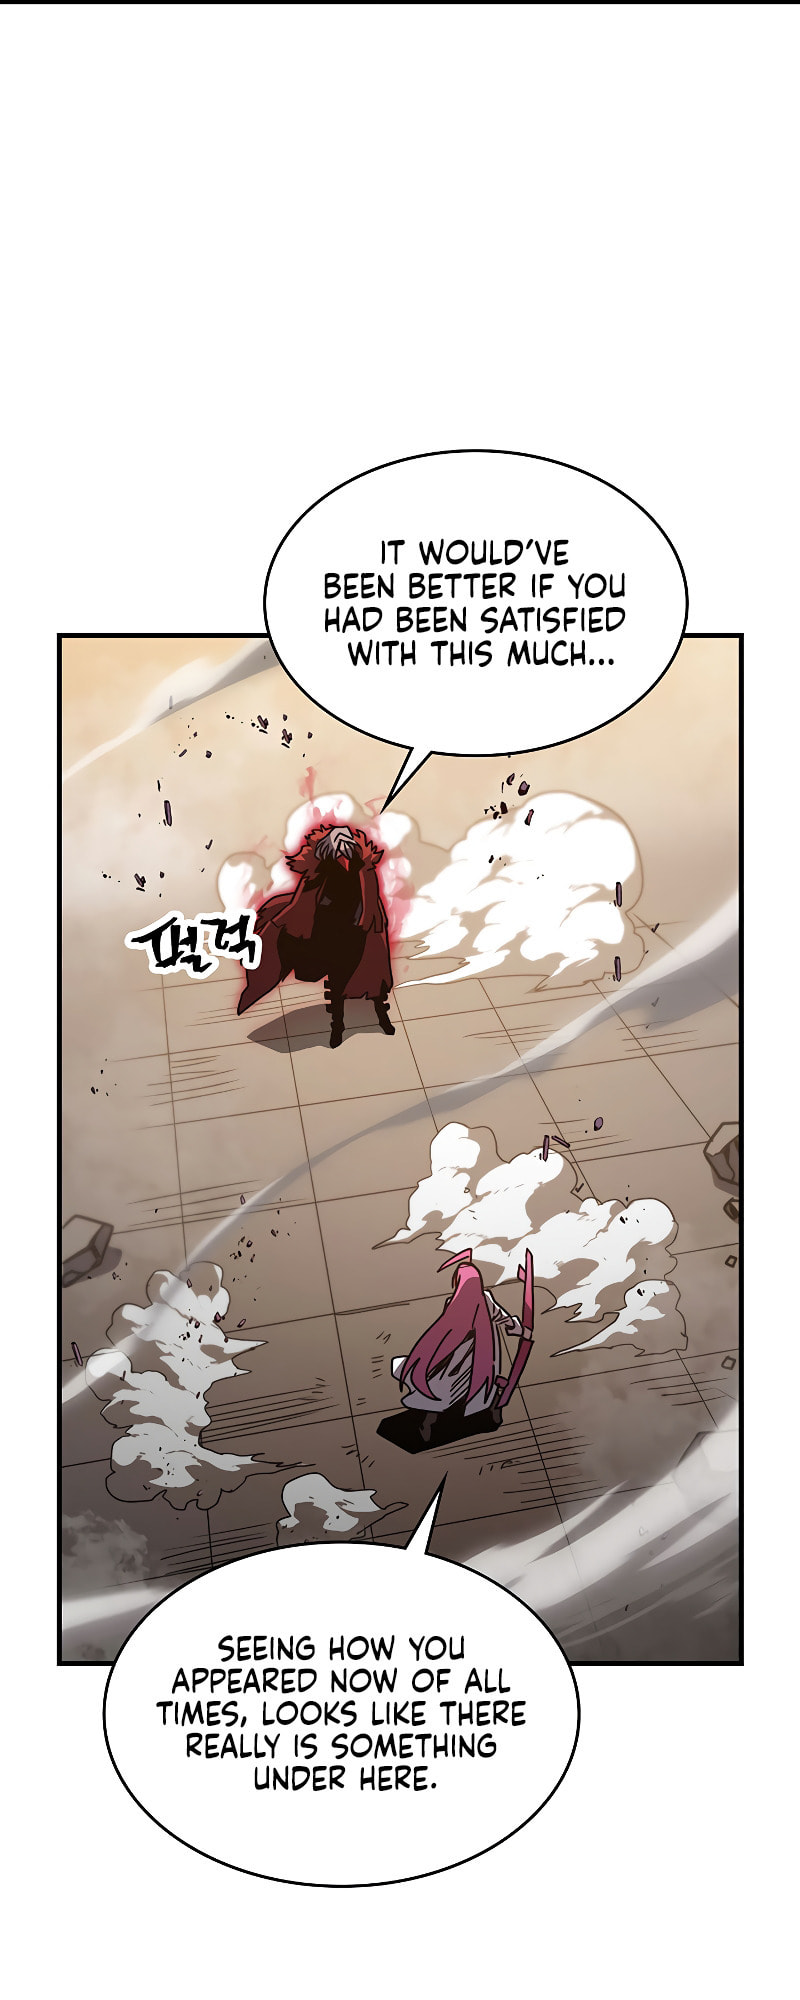 IT WOULD'VE
BEEN BETTER IF YOU
HAD BEEN SATISFIED
WITH THIS MUCH...
펄럭
SEEING HOW YOU
APPEARED NOW OF ALL
TIMES, LOOKS LIKE THERE
REALLY IS SOMETHING
UNDER HERE.